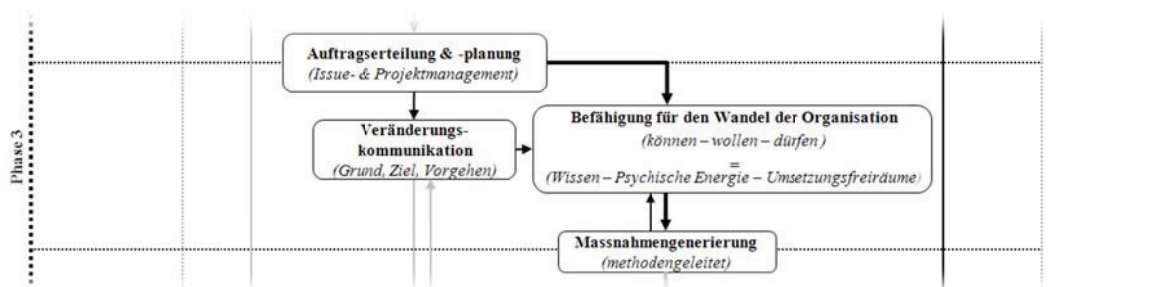 Auftragserteilung & -planung
(Issue- & Projektmanagement)
Phase 3
Veränderungs-
kommunikation
(Grund, Ziel, Vorgehen)
Befähigung für den Wandel der Organisation
(können – wollen – dürfen )
=
(Wissen – Psychische Energie – Umsetzungsfreiräume)
Massnahmengenerierung
(methodengeleitet)